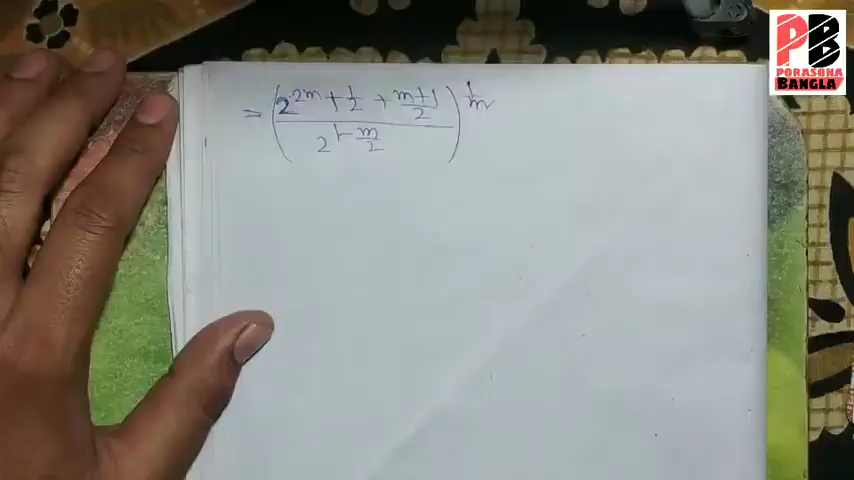 = (2^(2m + 1/2 + (m+1)/2) / 2^(1 - m/2))^(1/m)
PB
PORASONA
BANGLA